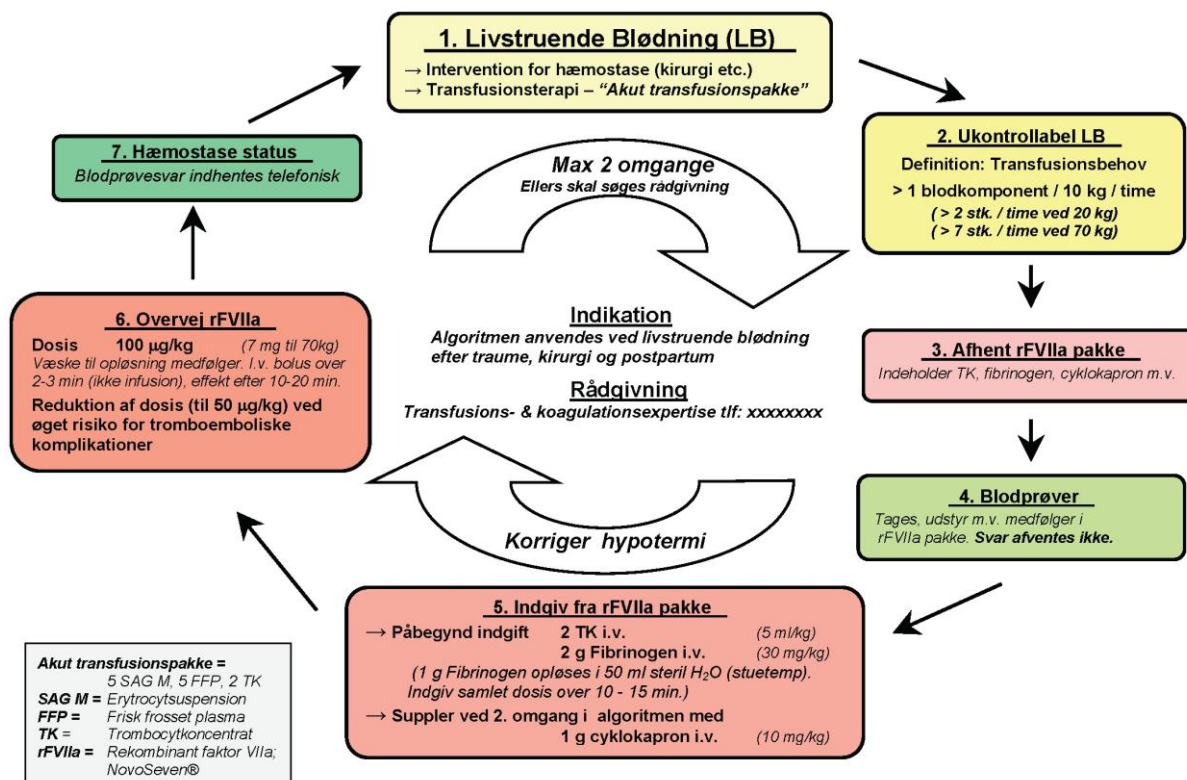 1. Livstruende Blødning (LB)
→ Intervention for hæmostase (kirurgi etc.)
→ Transfusionsterapi – “Akut transfusionspakke”
2. Ukontrollabel LB
Definition: Transfusionsbehov
> 1 blodkomponent / 10 kg / time
( > 2 stk. / time ved 20 kg)
( > 7 stk. / time ved 70 kg)
3. Afhent rFVIIa pakke
Indeholder TK, fibrinogen, cyklokapron m.v.
4. Blodprøver
Tages, udstyr m.v. medfølger i
rFVIIa pakke. Svar afventes ikke.
5. Indgiv fra rFVIIa pakke
→ Påbegynd indgift 2 TK i.v. (5 ml/kg)
2 g Fibrinogen i.v. (30 mg/kg)
(1 g Fibrinogen opløses i 50 ml steril H₂O (stuetemp).
Indgiv samlet dosis over 10 - 15 min.)
→ Suppler ved 2. omgang i algoritmen med
1 g cyklokapron i.v. (10 mg/kg)
6. Overvej rFVIIa
Dosis 100 µg/kg (7 mg til 70kg)
Væske til opløsning medfølger. I.v. bolus over
2-3 min (ikke infusion), effekt efter 10-20 min.
Reduktion af dosis (til 50 µg/kg) ved
øget risiko for tromboemboliske
komplikationer
7. Hæmostase status
Blodprøvesvar indhentes telefonisk
Max 2 omgange
Ellers skal søges rådgivning
Indikation
Algoritmen anvendes ved livstruende blødning
efter traume, kirurgi og postpartum
Rådgivning
Transfusions- & koagulationsexpertise tlf: xxxxxxxx
Korriger hypotermi
Akut transfusionspakke =
5 SAG M, 5 FFP, 2 TK
SAG M = Erytrocytsuspension
FFP = Frisk frosset plasma
TK = Trombocytkoncentrat
rFVIIa = Rekombinant faktor VIIa;
NovoSeven®